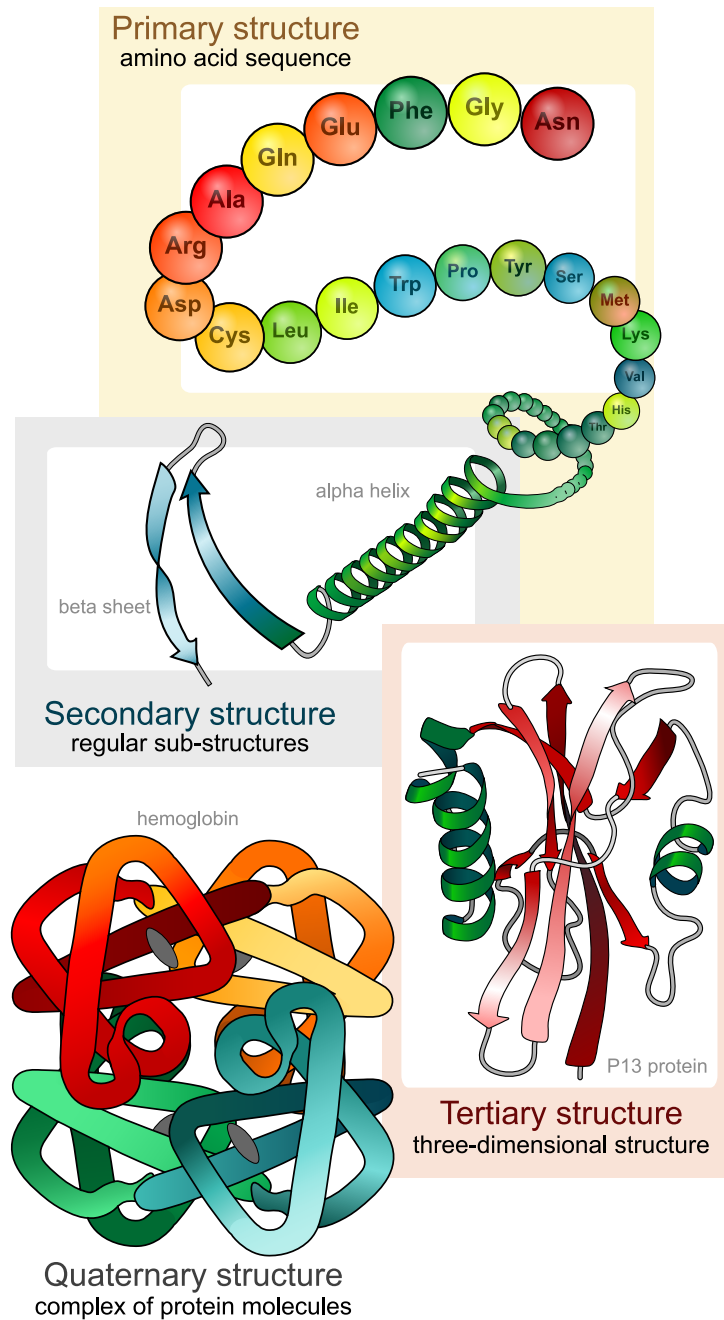 Primary structure
amino acid sequence
Asn
Gly
Phe
Glu
Gln
Ala
Arg
Asp
Cys
Leu
Ile
Trp
Pro
Tyr
Ser
Met
Lys
Val
His
Thr
alpha helix
beta sheet
Secondary structure
regular sub-structures
P13 protein
Tertiary structure
three-dimensional structure
hemoglobin
Quaternary structure
complex of protein molecules